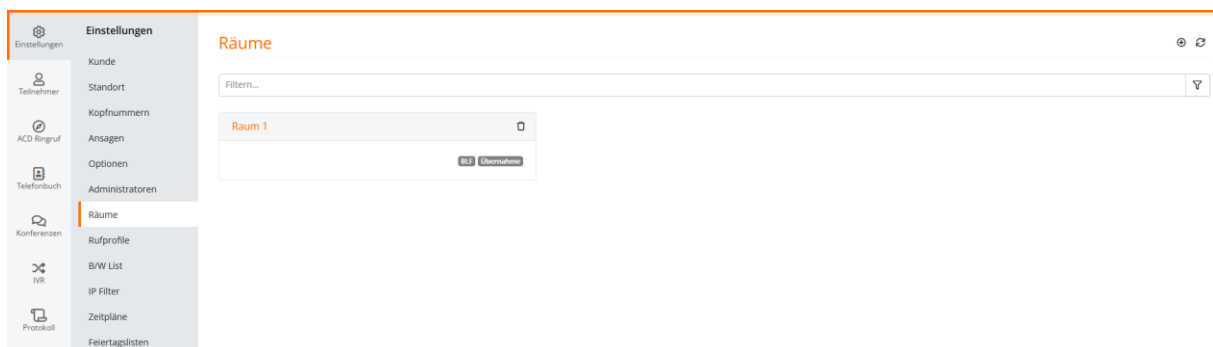 Einstellungen
Teilnehmer
ACD Ringruf
Telefonbuch
Konferenzen
IVR
Protokoll
Einstellungen
Kunde
Standort
Kopfnummern
Ansagen
Optionen
Administratoren
Räume
Rufprofile
B/W List
IP Filter
Zeitpläne
Feiertagslisten
Räume
Filtern...
Raum 1
BLF Übernahme